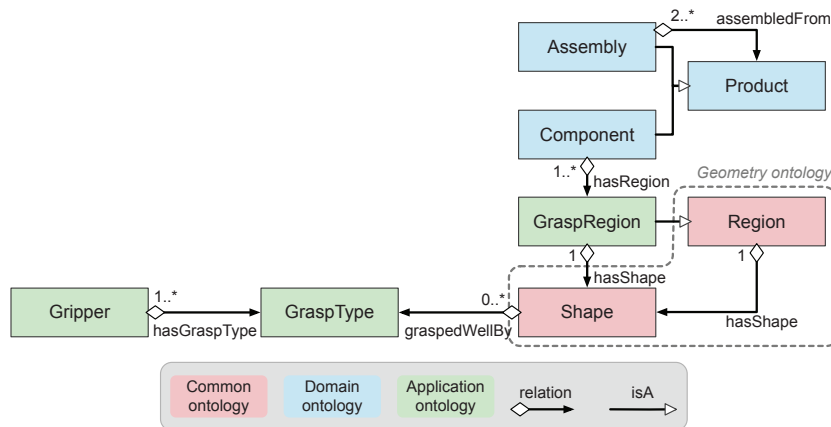 2..*
assembledFrom
Assembly
Product
Component
1..*
hasRegion
Geometry ontology
GraspRegion
Region
1
hasShape
1
hasShape
Gripper
1..*
hasGraspType
GraspType
0..*
graspedWellBy
Shape
Common
ontology
Domain
ontology
Application
ontology
relation
isA